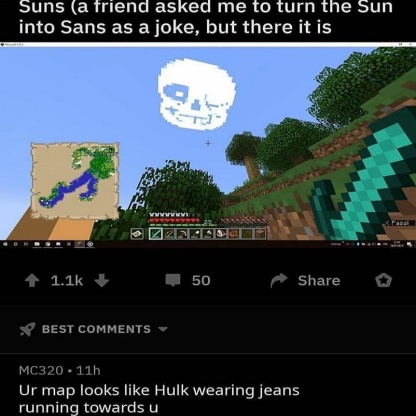 Suns (a friend asked me to turn the Sun
into Sans as a joke, but there it is
1.1k
50
Share
BEST COMMENTS
MC320 • 11h
Ur map looks like Hulk wearing jeans
running towards u